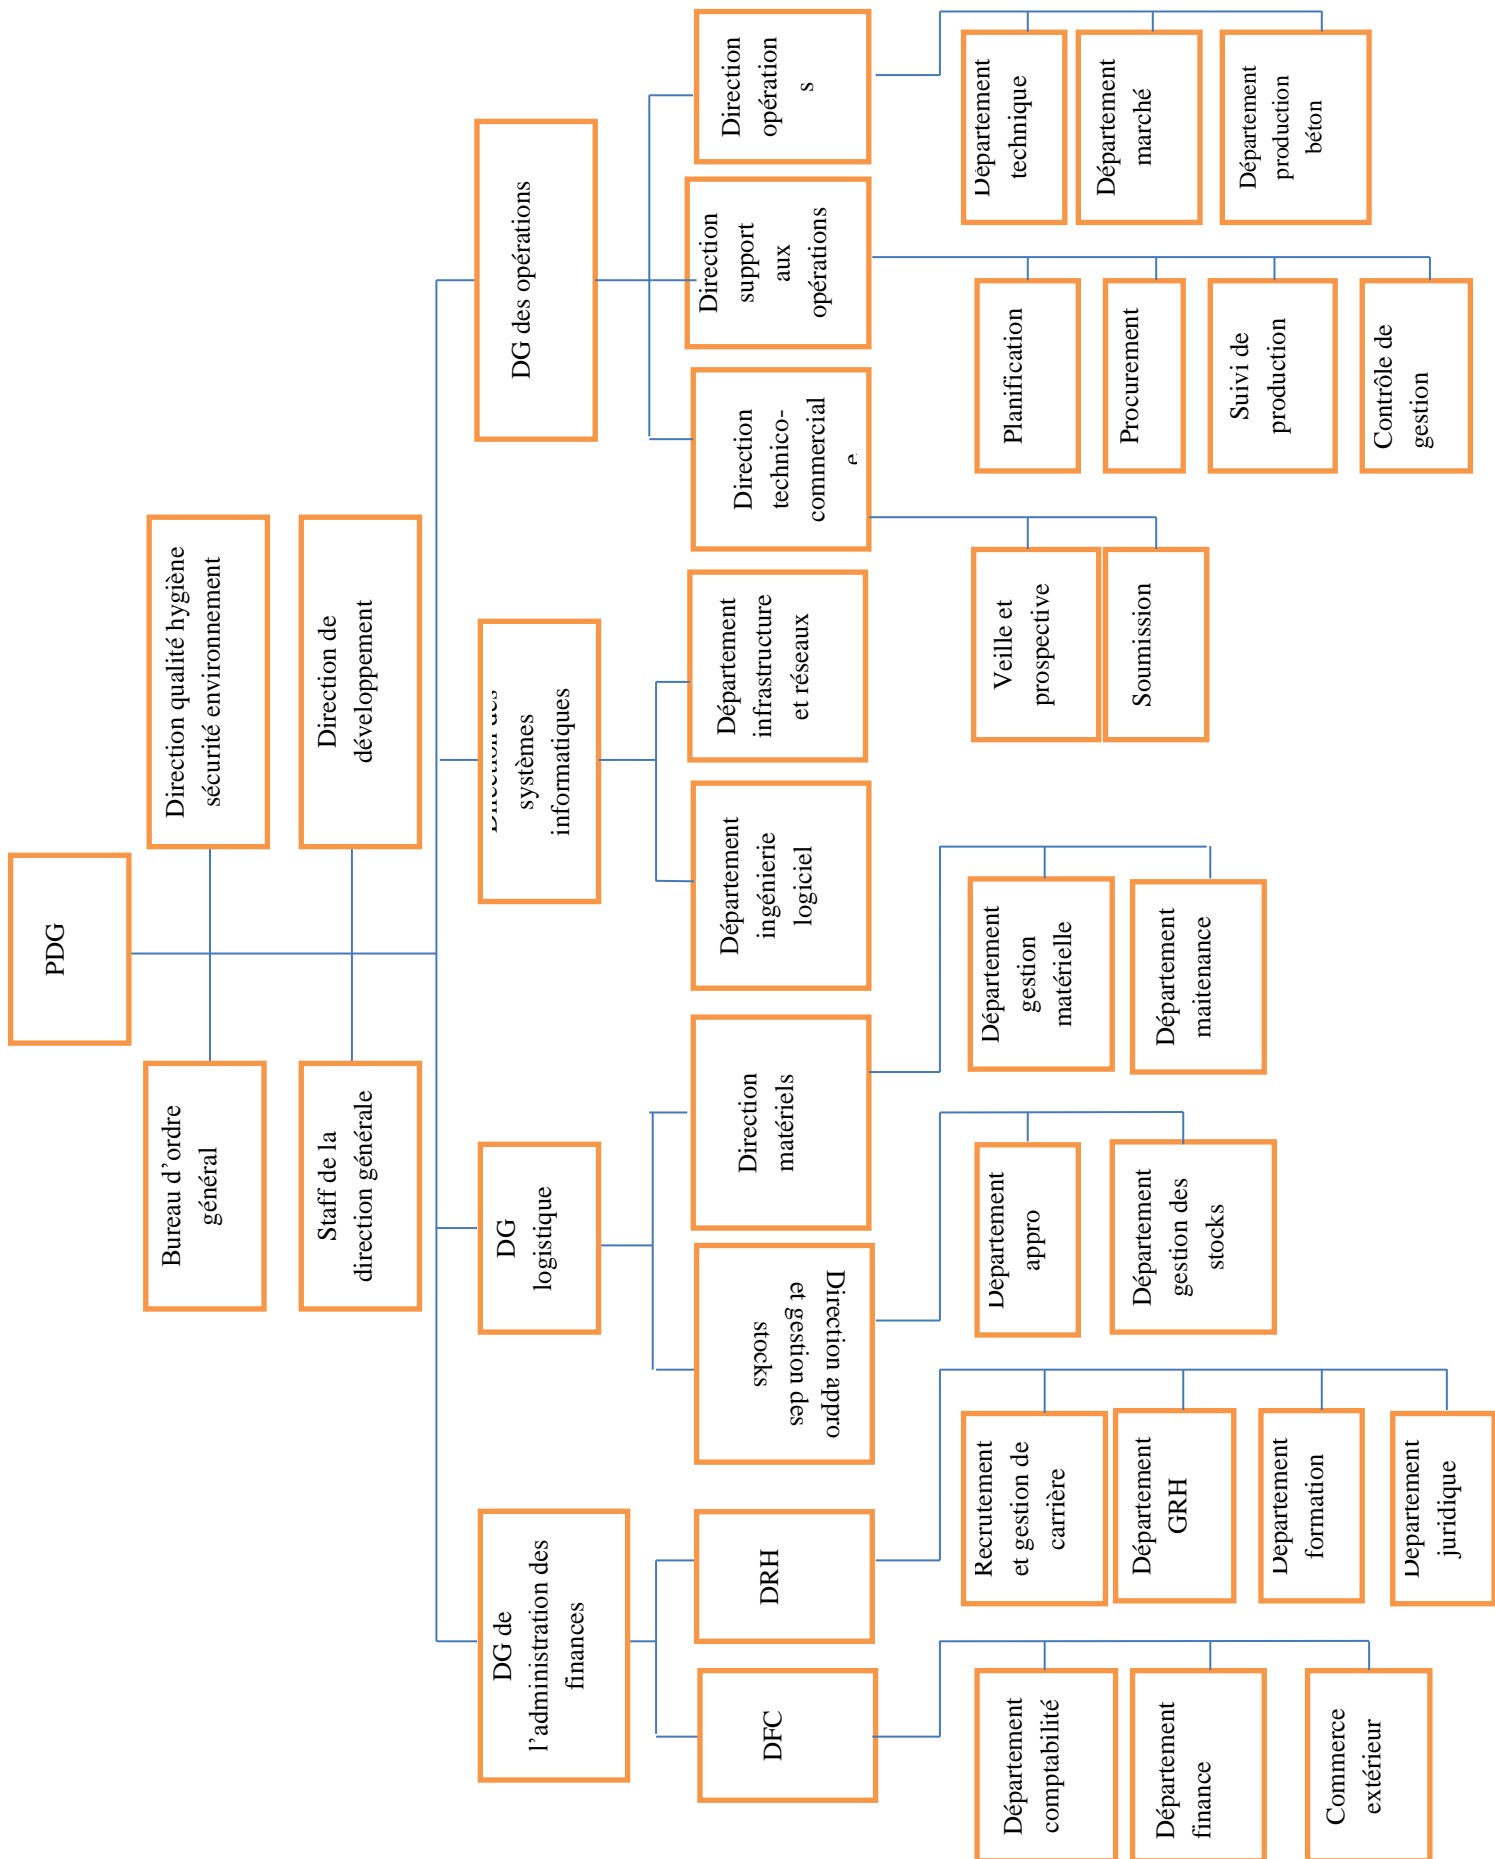 PDG
Bureau d'ordre
général
Direction qualité hygiène
sécurité environnement
Staff de la
direction générale
Direction de
développement
DG de
l'administration des
finances
DG
logistique
Direction des
systèmes
informatiques
DG des opérations
DFC
DRH
Direction appro
et gestion des
stocks
Direction
matériels
Département
ingénierie
logiciel
Département
infrastructure
et réseaux
Direction
technico-
commercial
e
Direction
support
aux
opérations
Direction
opération
s
Département
comptabilité
Département
finance
Commerce
extérieur
Recrutement
et gestion de
carrière
Département
GRH
Département
formation
Département
juridique
Département
appro
Département
gestion des
stocks
Département
gestion
matérielle
Département
maitenance
Veille et
prospective
Soumission
Planification
Procurement
Suivi de
production
Contrôle de
gestion
Département
technique
Département
marché
Département
production
béton